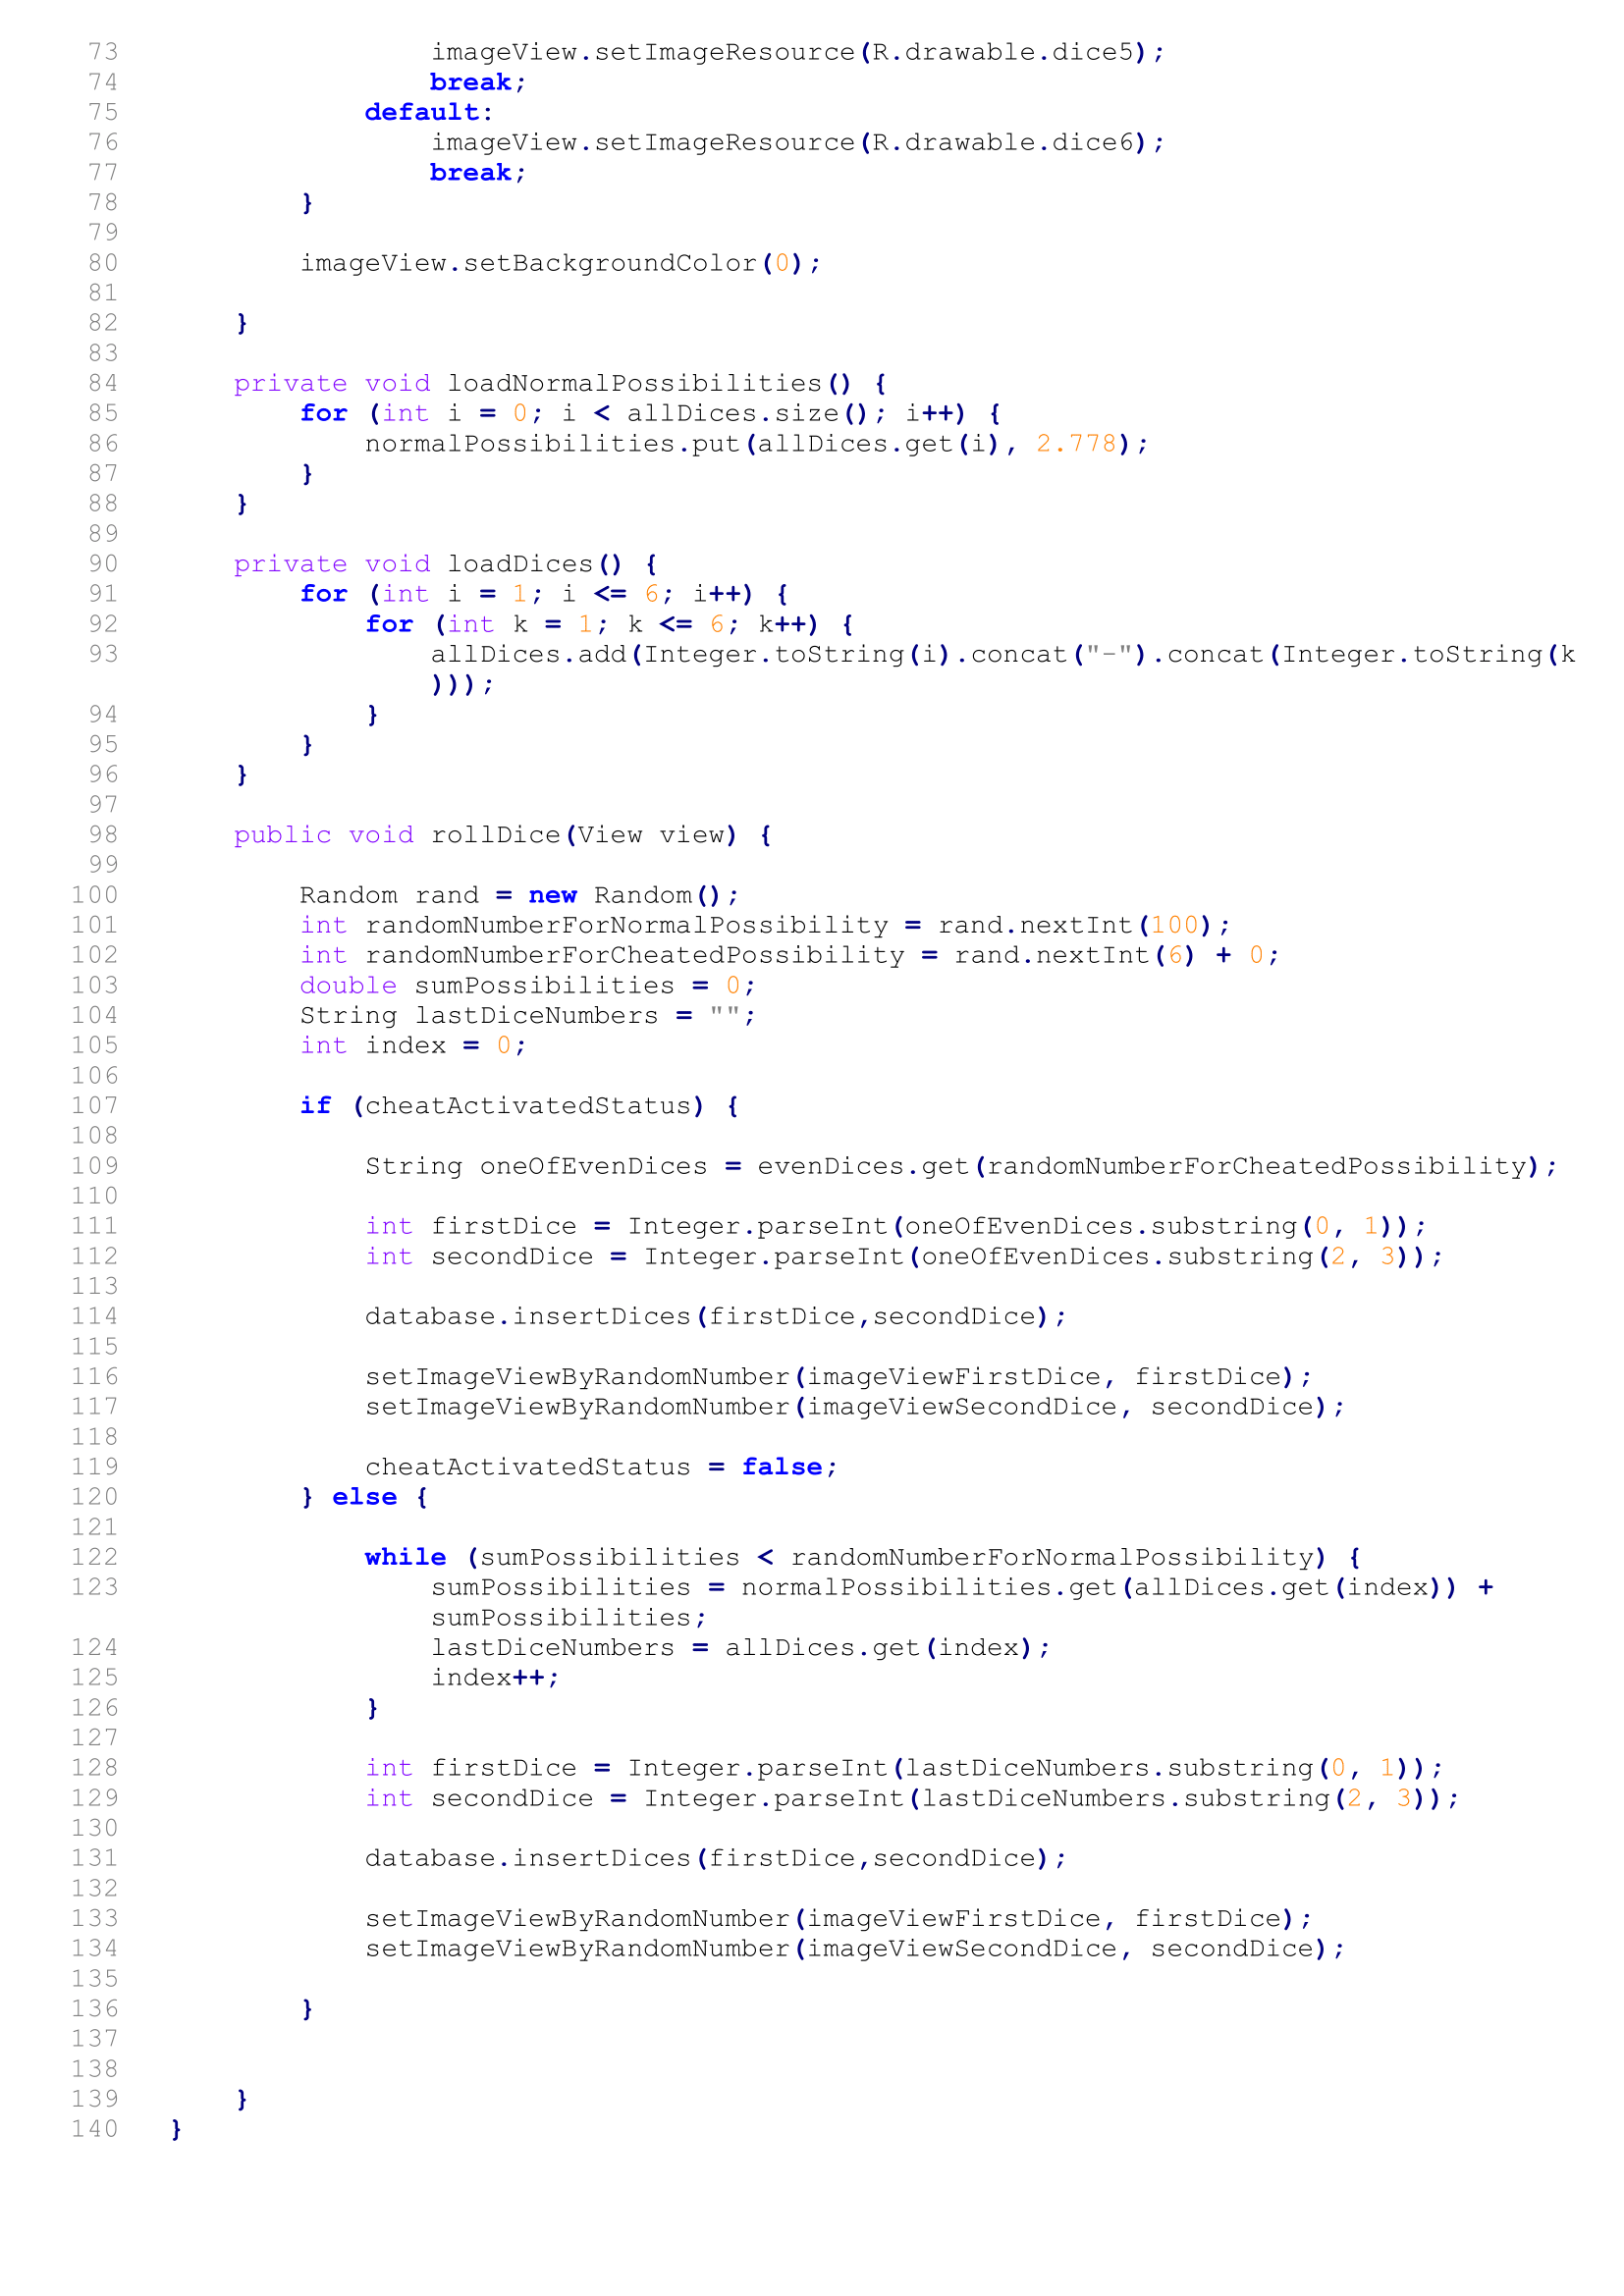 73 imageView.setImageResource(R.drawable.dice5);
74 break;
75 default:
76 imageView.setImageResource(R.drawable.dice6);
77 break;
78 }
79
80 imageView.setBackgroundColor(0);
81
82 }
83
84 private void loadNormalPossibilities() {
85 for (int i = 0; i < allDices.size(); i++) {
86 normalPossibilities.put(allDices.get(i), 2.778);
87 }
88 }
89
90 private void loadDices() {
91 for (int i = 1; i <= 6; i++) {
92 for (int k = 1; k <= 6; k++) {
93 allDices.add(Integer.toString(i).concat("-").concat(Integer.toString(k
)));
94 }
95 }
96 }
97
98 public void rollDice(View view) {
99
100 Random rand = new Random();
101 int randomNumberForNormalPossibility = rand.nextInt(100);
102 int randomNumberForCheatedPossibility = rand.nextInt(6) + 0;
103 double sumPossibilities = 0;
104 String lastDiceNumbers = "";
105 int index = 0;
106
107 if (cheatActivatedStatus) {
108
109 String oneOfEvenDices = evenDices.get(randomNumberForCheatedPossibility);
110
111 int firstDice = Integer.parseInt(oneOfEvenDices.substring(0, 1));
112 int secondDice = Integer.parseInt(oneOfEvenDices.substring(2, 3));
113
114 database.insertDices(firstDice,secondDice);
115
116 setImageViewByRandomNumber(imageViewFirstDice, firstDice);
117 setImageViewByRandomNumber(imageViewSecondDice, secondDice);
118
119 cheatActivatedStatus = false;
120 } else {
121
122 while (sumPossibilities < randomNumberForNormalPossibility) {
123 sumPossibilities = normalPossibilities.get(allDices.get(index)) +
sumPossibilities;
124 lastDiceNumbers = allDices.get(index);
125 index++;
126 }
127
128 int firstDice = Integer.parseInt(lastDiceNumbers.substring(0, 1));
129 int secondDice = Integer.parseInt(lastDiceNumbers.substring(2, 3));
130
131 database.insertDices(firstDice,secondDice);
132
133 setImageViewByRandomNumber(imageViewFirstDice, firstDice);
134 setImageViewByRandomNumber(imageViewSecondDice, secondDice);
135
136 }
137
138
139 }
140 }